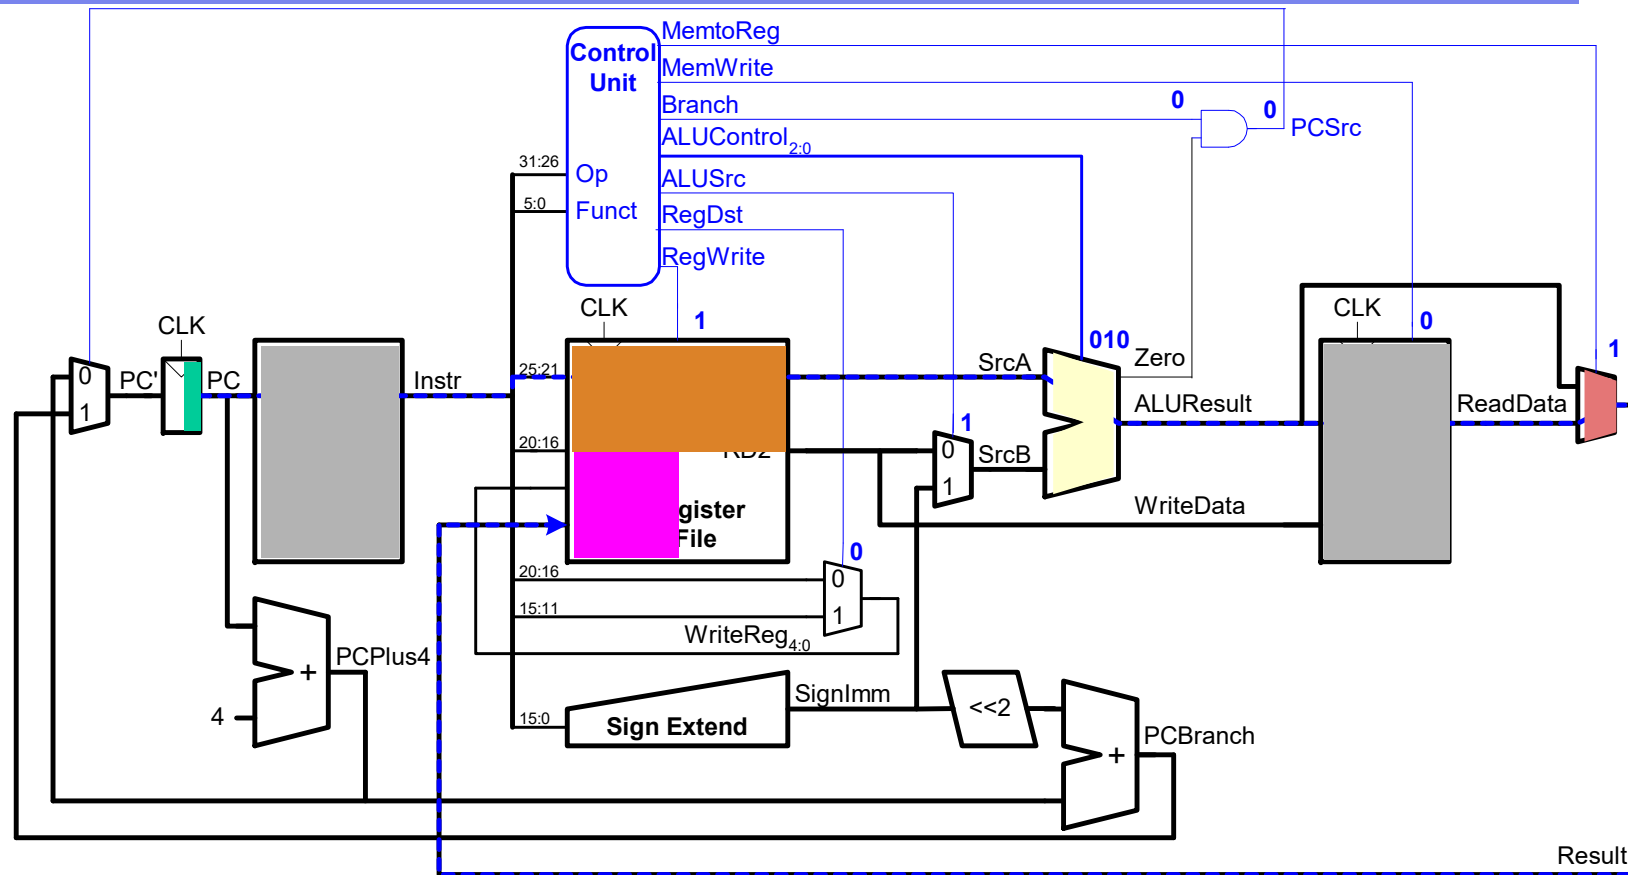 MemtoReg
Control
Unit
MemWrite
Branch
0
0
PCSrc
ALUControl2:0
31:26
Op
ALUSrc
5:0
Funct
RegDst
RegWrite
CLK
CLK
CLK
1
0
010
1
Zero
SrcA
25:21
0
PC'
PC
Instr
1
ALUResult
ReadData
1
20:16
RD2
0
SrcB
1
WriteData
gister
File
0
20:16
0
15:11
1
WriteReg4:0
PCPlus4
+
4
SignImm
<<2
15:0
Sign Extend
PCBranch
+
Result